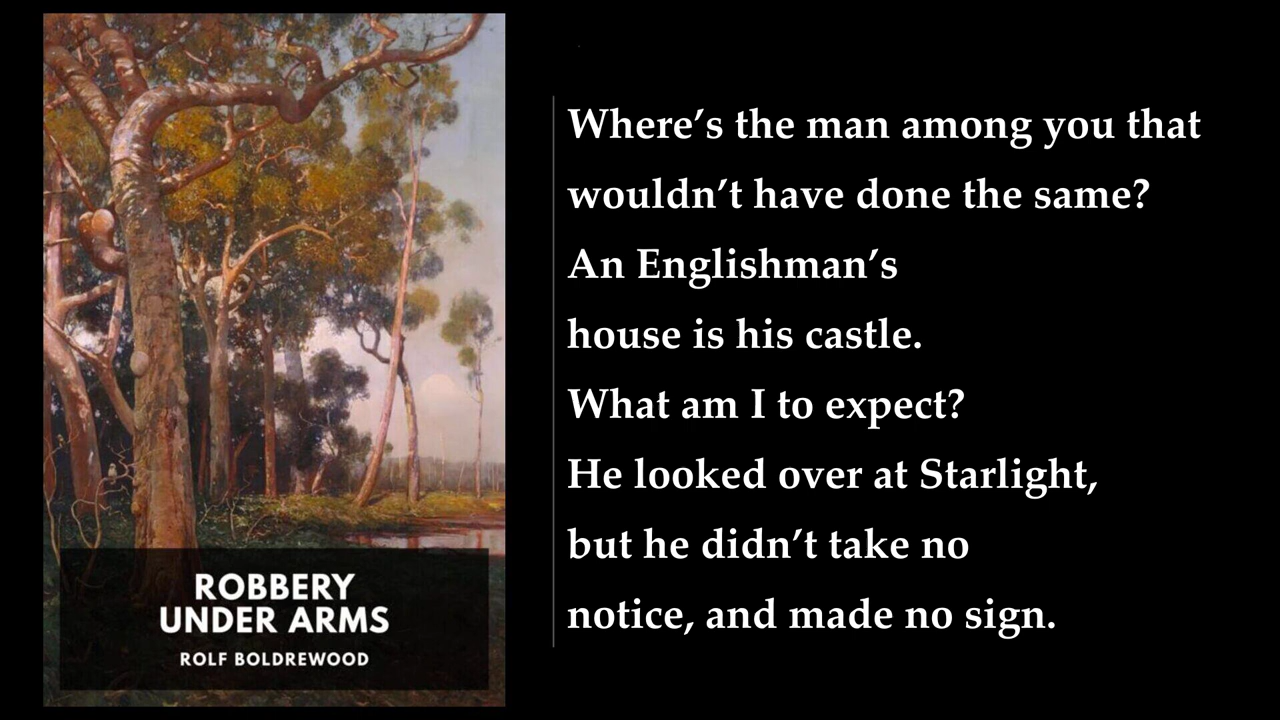 Where’s the man among you that
wouldn’t have done the same?
An Englishman’s
house is his castle.
What am I to expect?
He looked over at Starlight,
but he didn’t take no
notice, and made no sign.
ROBBERY
UNDER ARMS
ROLF BOLDREWOOD